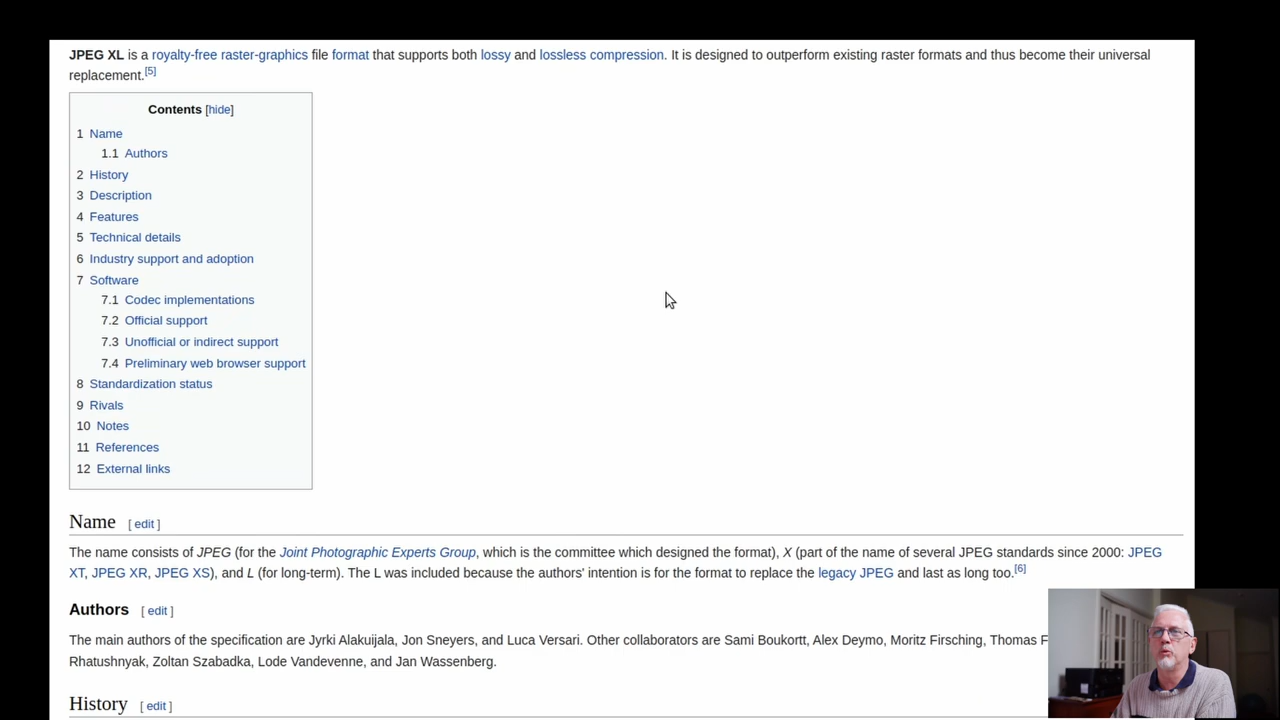 JPEG XL is a royalty-free raster-graphics file format that supports both lossy and lossless compression. It is designed to outperform existing raster formats and thus become their universal
replacement.[5]
Contents [hide]
1 Name
1.1 Authors
2 History
3 Description
4 Features
5 Technical details
6 Industry support and adoption
7 Software
7.1 Codec implementations
7.2 Official support
7.3 Unofficial or indirect support
7.4 Preliminary web browser support
8 Standardization status
9 Rivals
10 Notes
11 References
12 External links
Name [ edit ]
The name consists of JPEG (for the Joint Photographic Experts Group, which is the committee which designed the format), X (part of the name of several JPEG standards since 2000: JPEG
XT, JPEG XR, JPEG XS), and L (for long-term). The L was included because the authors' intention is for the format to replace the legacy JPEG and last as long too.[6]
Authors [ edit ]
The main authors of the specification are Jyrki Alakuijala, Jon Sneyers, and Luca Versari. Other collaborators are Sami Boukortt, Alex Deymo, Moritz Firsching, Thomas F
Rhatushnyak, Zoltan Szabadka, Lode Vandevenne, and Jan Wassenberg.
History [ edit ]